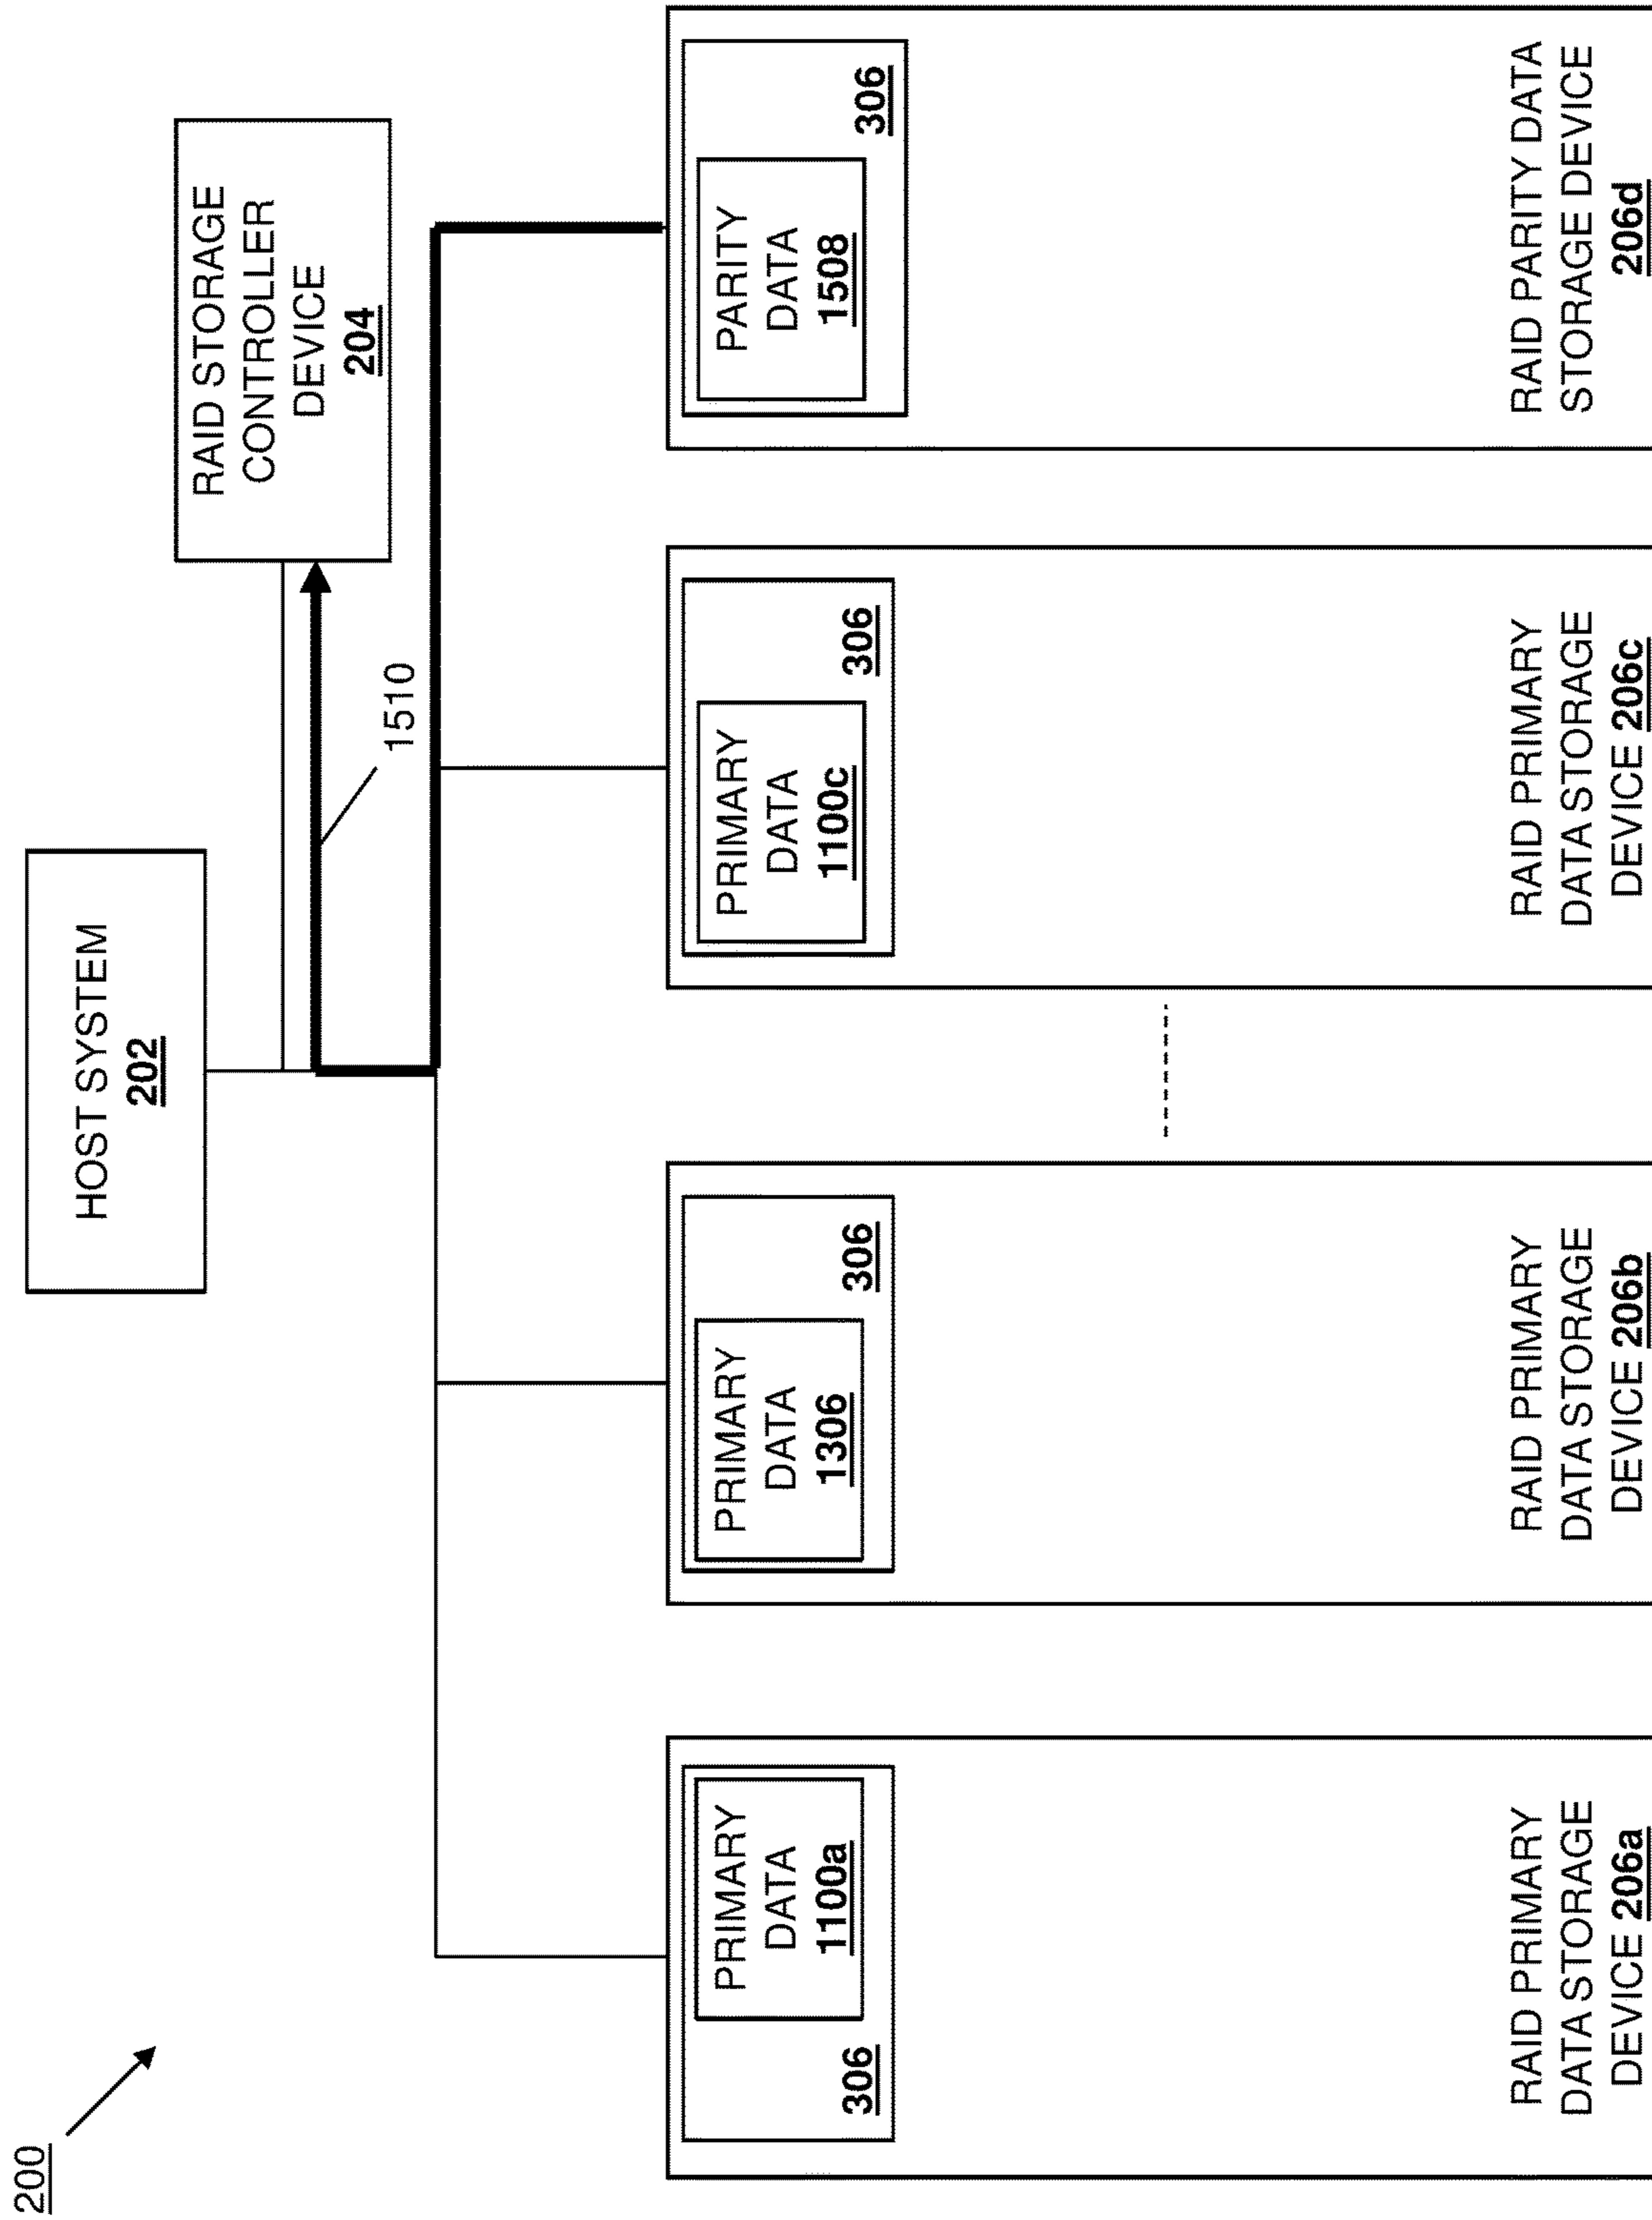 200
HOST SYSTEM
202
RAID STORAGE
CONTROLLER
DEVICE
204
1510
PRIMARY
DATA
1100a
306
RAID PRIMARY
DATA STORAGE
DEVICE 206a
PRIMARY
DATA
1306
306
RAID PRIMARY
DATA STORAGE
DEVICE 206b
PRIMARY
DATA
1100c
306
RAID PRIMARY
DATA STORAGE
DEVICE 206c
PARITY
DATA
1508
306
RAID PARITY DATA
STORAGE DEVICE
206d